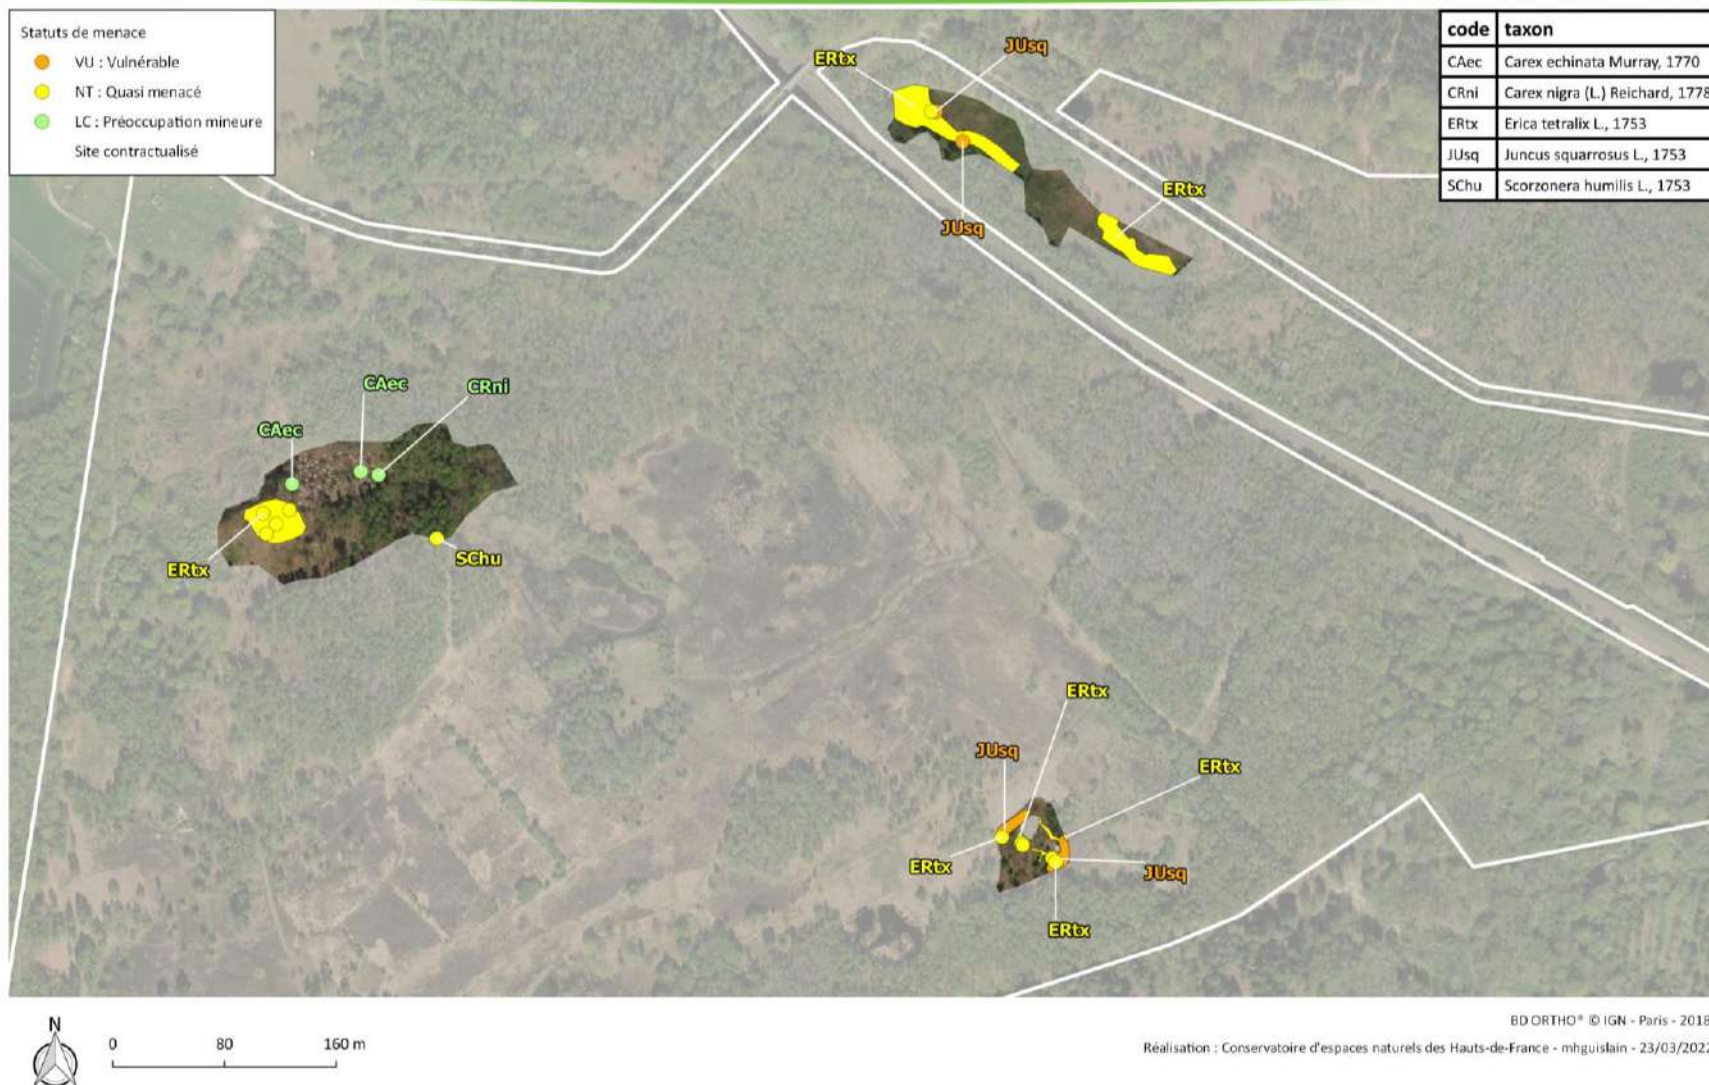 Statuts de menace
VU : Vulnérable
NT : Quasi menacé
LC : Préoccupation mineure
Site contractualisé
code taxon
CAec Carex echinata Murray, 1770
CRni Carex nigra (L.) Reichard, 1778
ERtx Erica tetralix L., 1753
JUsq Juncus squarrosus L., 1753
SChu Scorzonera humilis L., 1753
JUsq
ERtx
ERtx
JUsq
CAec
CRni
CAec
SChu
ERtx
ERtx
JUsq
ERtx
ERtx
JUsq
ERtx
N
0 80 160 m
BD ORTHO® © IGN - Paris - 2018
Réalisation : Conservatoire d'espaces naturels des Hauts-de-France - mhguislain - 23/03/2022